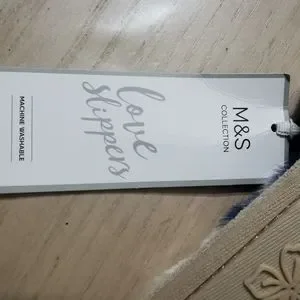 M&S
COLLECTION
love
slippers
MACHINE WASHABLE